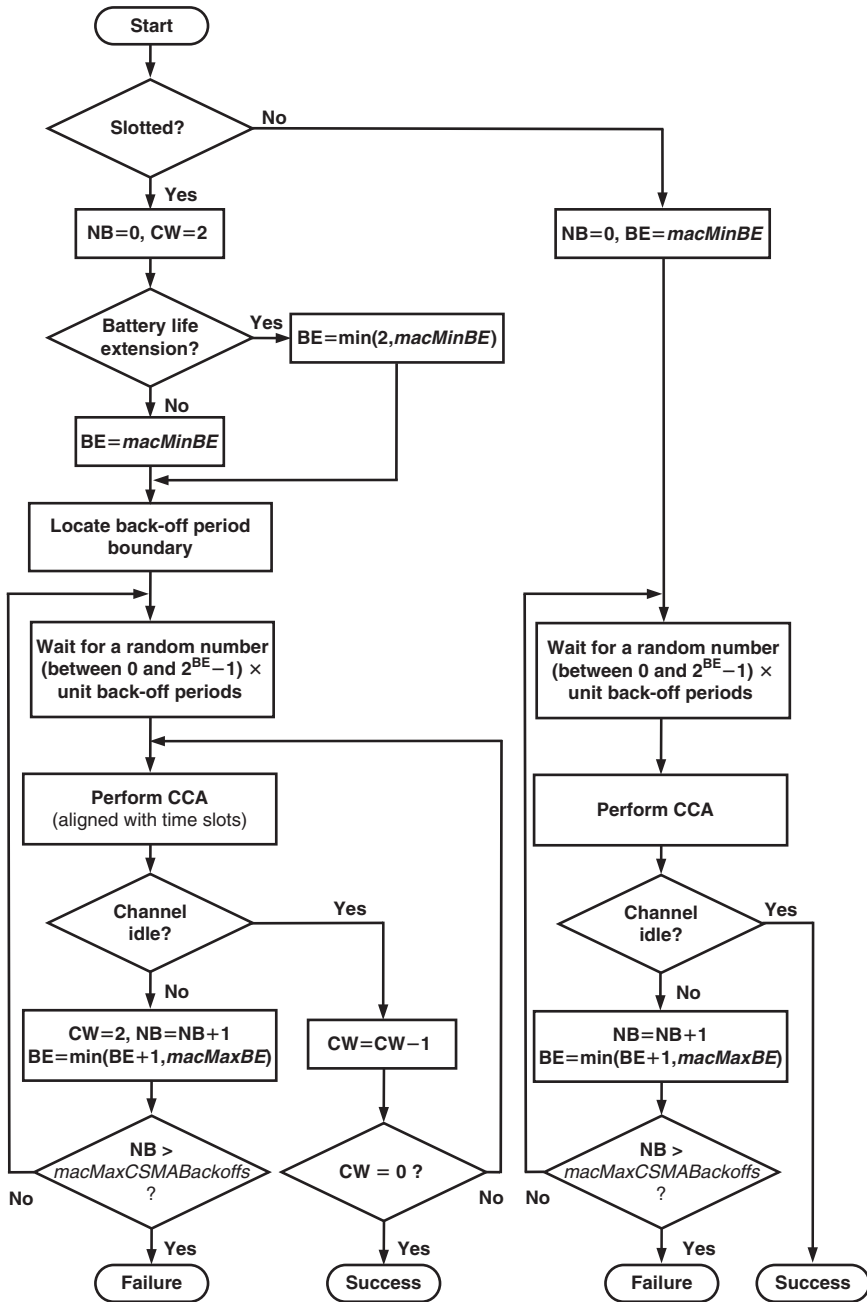 Start
Slotted?
No
Yes
NB=0, CW=2
NB=0, BE=macMinBE
Battery life
extension?
Yes
BE=min(2,macMinBE)
No
BE=macMinBE
Locate back-off period
boundary
Wait for a random number
(between 0 and 2^BE−1) ×
unit back-off periods
Wait for a random number
(between 0 and 2^BE−1) ×
unit back-off periods
Perform CCA
(aligned with time slots)
Perform CCA
Channel
idle?
Yes
No
Channel
idle?
Yes
No
CW=2, NB=NB+1
BE=min(BE+1,macMaxBE)
CW=CW−1
NB=NB+1
BE=min(BE+1,macMaxBE)
NB >
macMaxCSMABackoffs
?
No
Yes
CW = 0 ?
No
Yes
NB >
macMaxCSMABackoffs
?
No
Yes
Failure
Success
Failure
Success